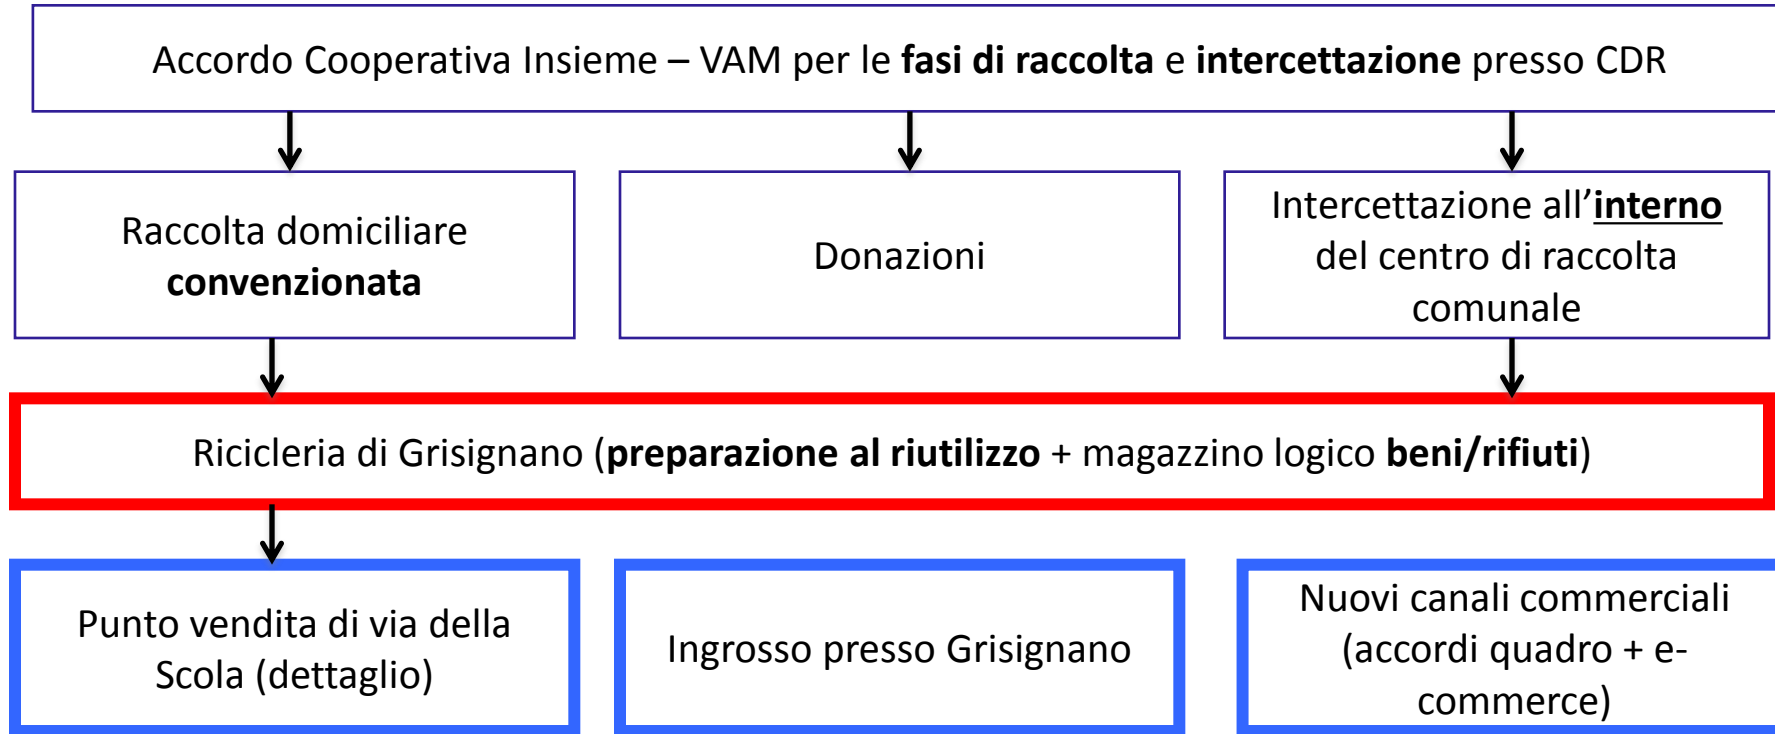 Accordo Cooperativa Insieme – VAM per le fasi di raccolta e intercettazione presso CDR
Raccolta domiciliare
convenzionata
Donazioni
Intercettazione all’interno
del centro di raccolta
comunale
Ricicleria di Grisignano (preparazione al riutilizzo + magazzino logico beni/rifiuti)
Punto vendita di via della
Scola (dettaglio)
Ingrosso presso Grisignano
Nuovi canali commerciali
(accordi quadro + e-
commerce)